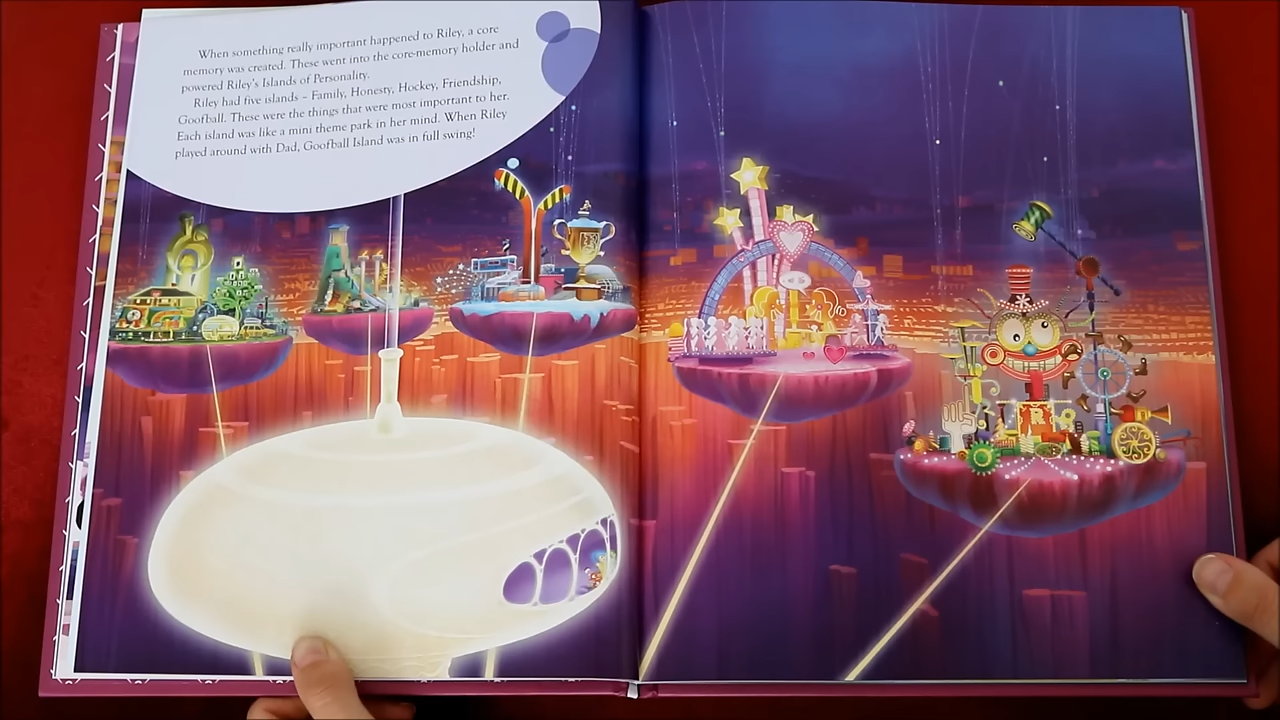 When something really important happened to Riley, a core
memory was created. These went into the core-memory holder and
powered Riley's Islands of Personality.
Riley had five islands – Family, Honesty, Hockey, Friendship,
Goofball. These were the things that were most important to her.
Each island was like a mini theme park in her mind. When Riley
played around with Dad, Goofball Island was in full swing!